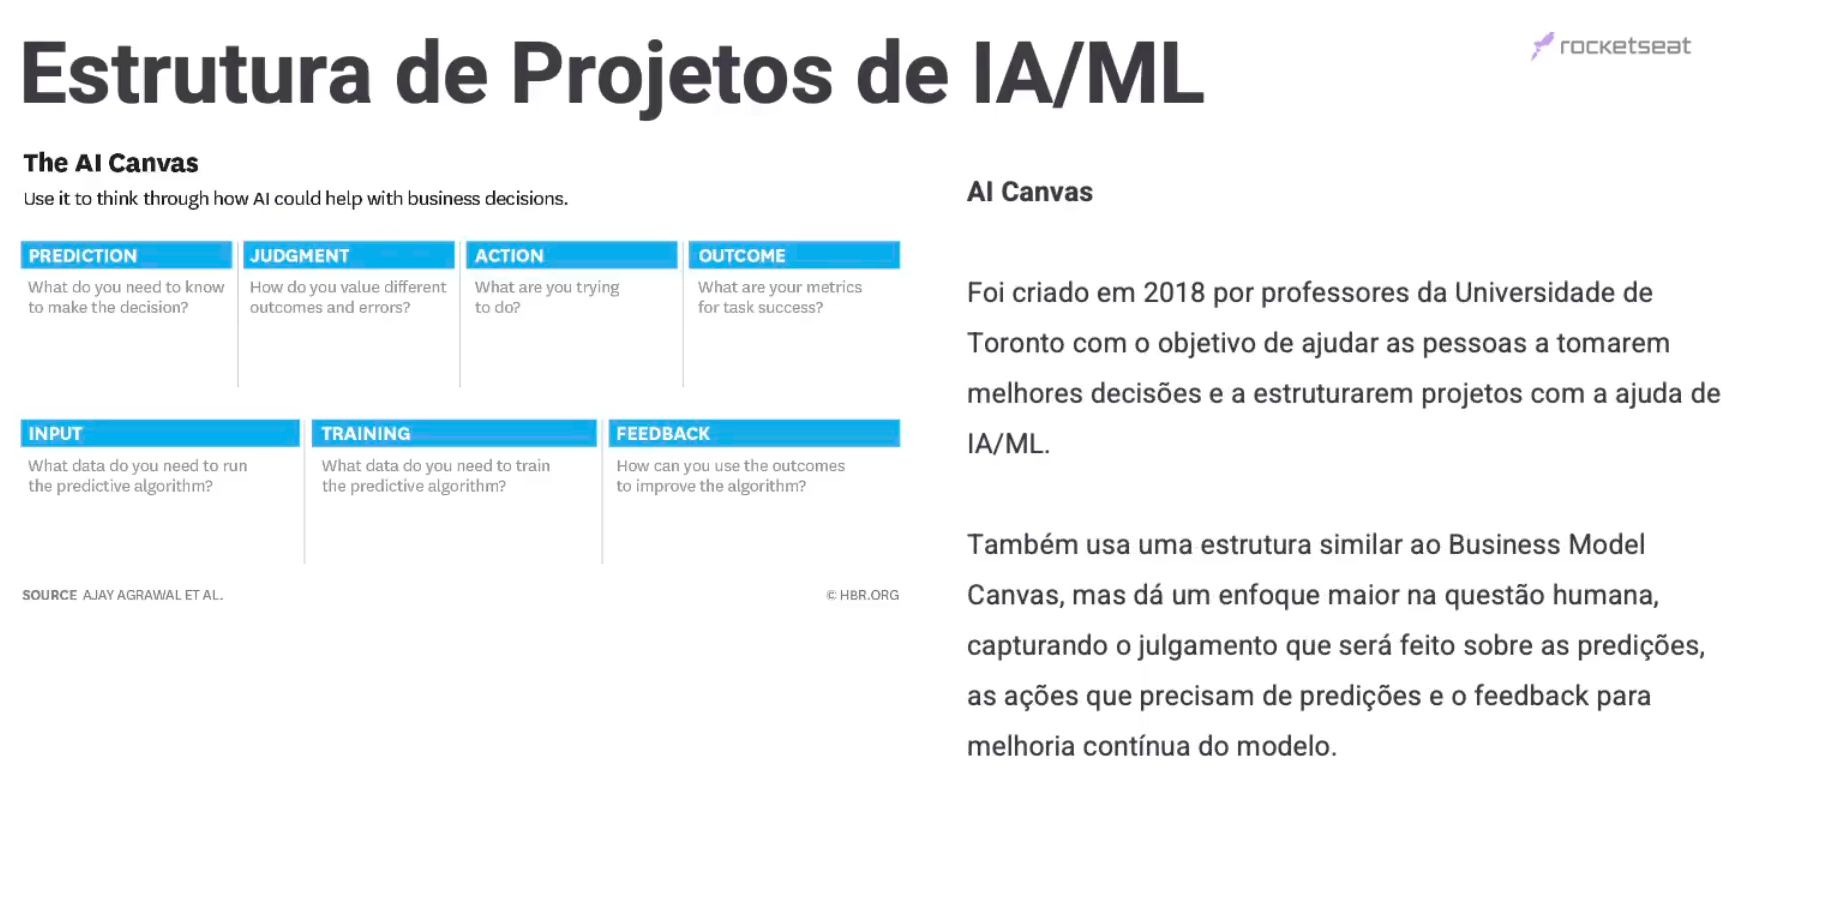 Estrutura de Projetos de IA/ML
rocketseat
The AI Canvas
Use it to think through how AI could help with business decisions.
PREDICTION
What do you need to know
to make the decision?
JUDGMENT
How do you value different
outcomes and errors?
ACTION
What are you trying
to do?
OUTCOME
What are your metrics
for task success?
INPUT
What data do you need to run
the predictive algorithm?
TRAINING
What data do you need to train
the predictive algorithm?
FEEDBACK
How can you use the outcomes
to improve the algorithm?
SOURCE AJAY AGRAWAL ET AL.
© HBR.ORG
AI Canvas
Foi criado em 2018 por professores da Universidade de
Toronto com o objetivo de ajudar as pessoas a tomarem
melhores decisões e a estruturarem projetos com a ajuda de
IA/ML.
Também usa uma estrutura similar ao Business Model
Canvas, mas dá um enfoque maior na questão humana,
capturando o julgamento que será feito sobre as predições,
as ações que precisam de predições e o feedback para
melhoria contínua do modelo.